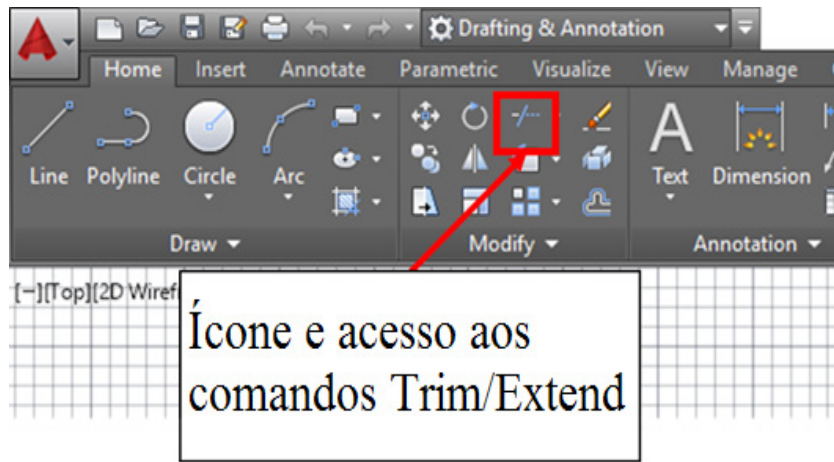 Drafting & Annotation
Home Insert Annotate Parametric Visualize View Manage
Line Polyline Circle Arc Text Dimension
Draw Modify Annotation
[−][Top][2D Wiref
Ícone e acesso aos
comandos Trim/Extend